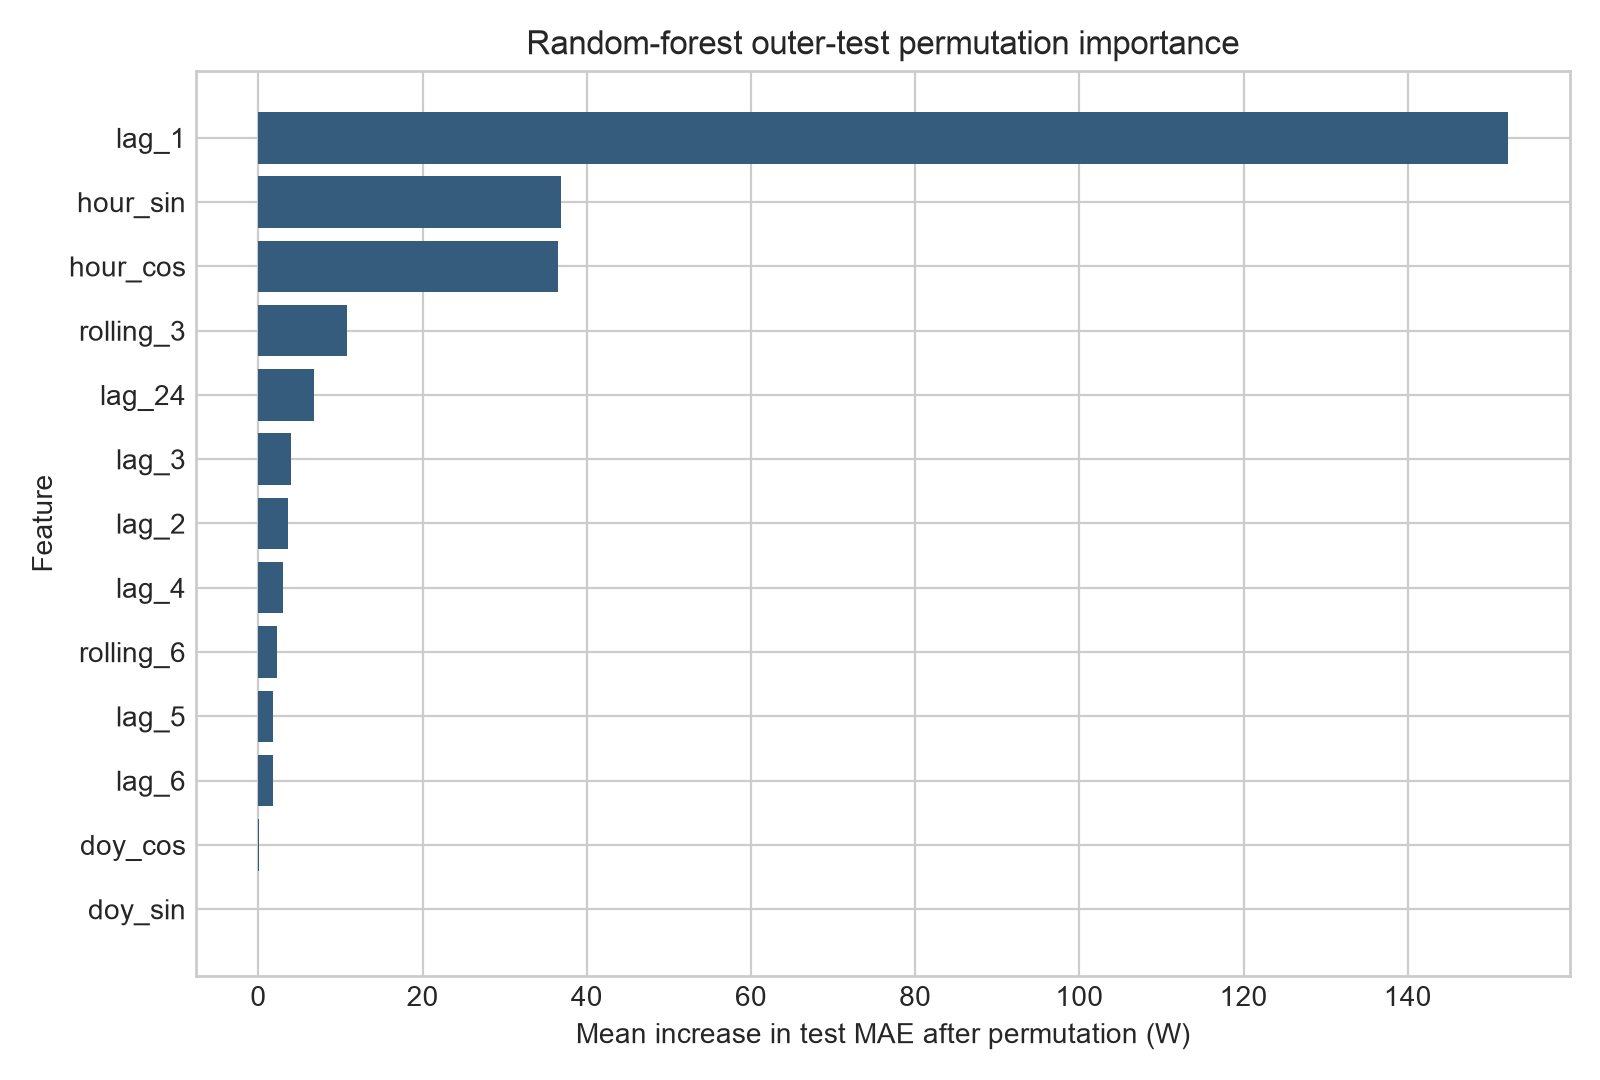 Random-forest outer-test permutation importance
lag_1
hour_sin
hour_cos
rolling_3
lag_24
lag_3
lag_2
lag_4
rolling_6
lag_5
lag_6
doy_cos
doy_sin
Feature
0 20 40 60 80 100 120 140
Mean increase in test MAE after permutation (W)